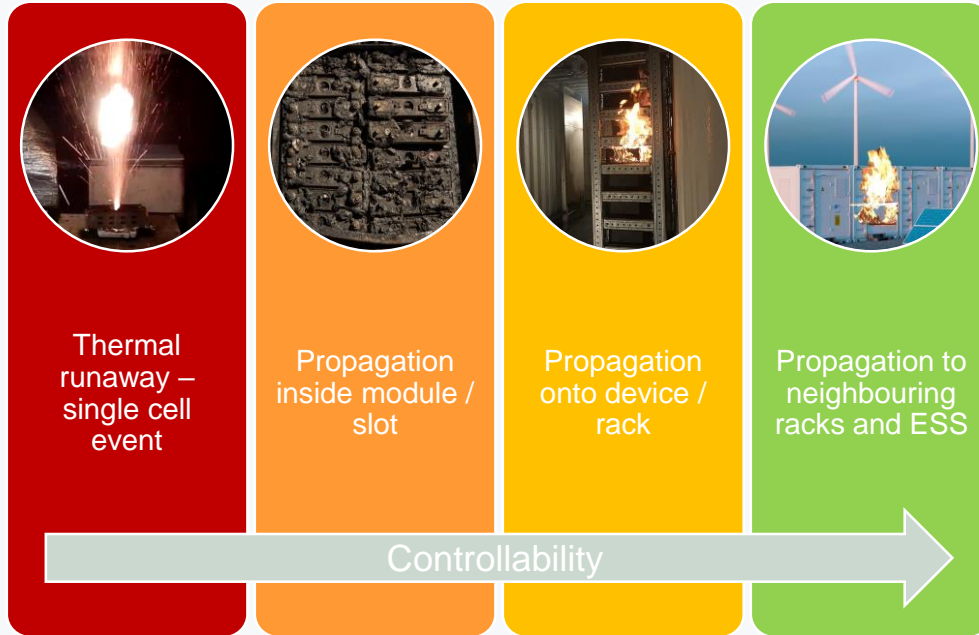 Thermal
runaway –
single cell
event
Propagation
inside module /
slot
Propagation
onto device /
rack
Propagation to
neighbouring
racks and ESS
Controllability